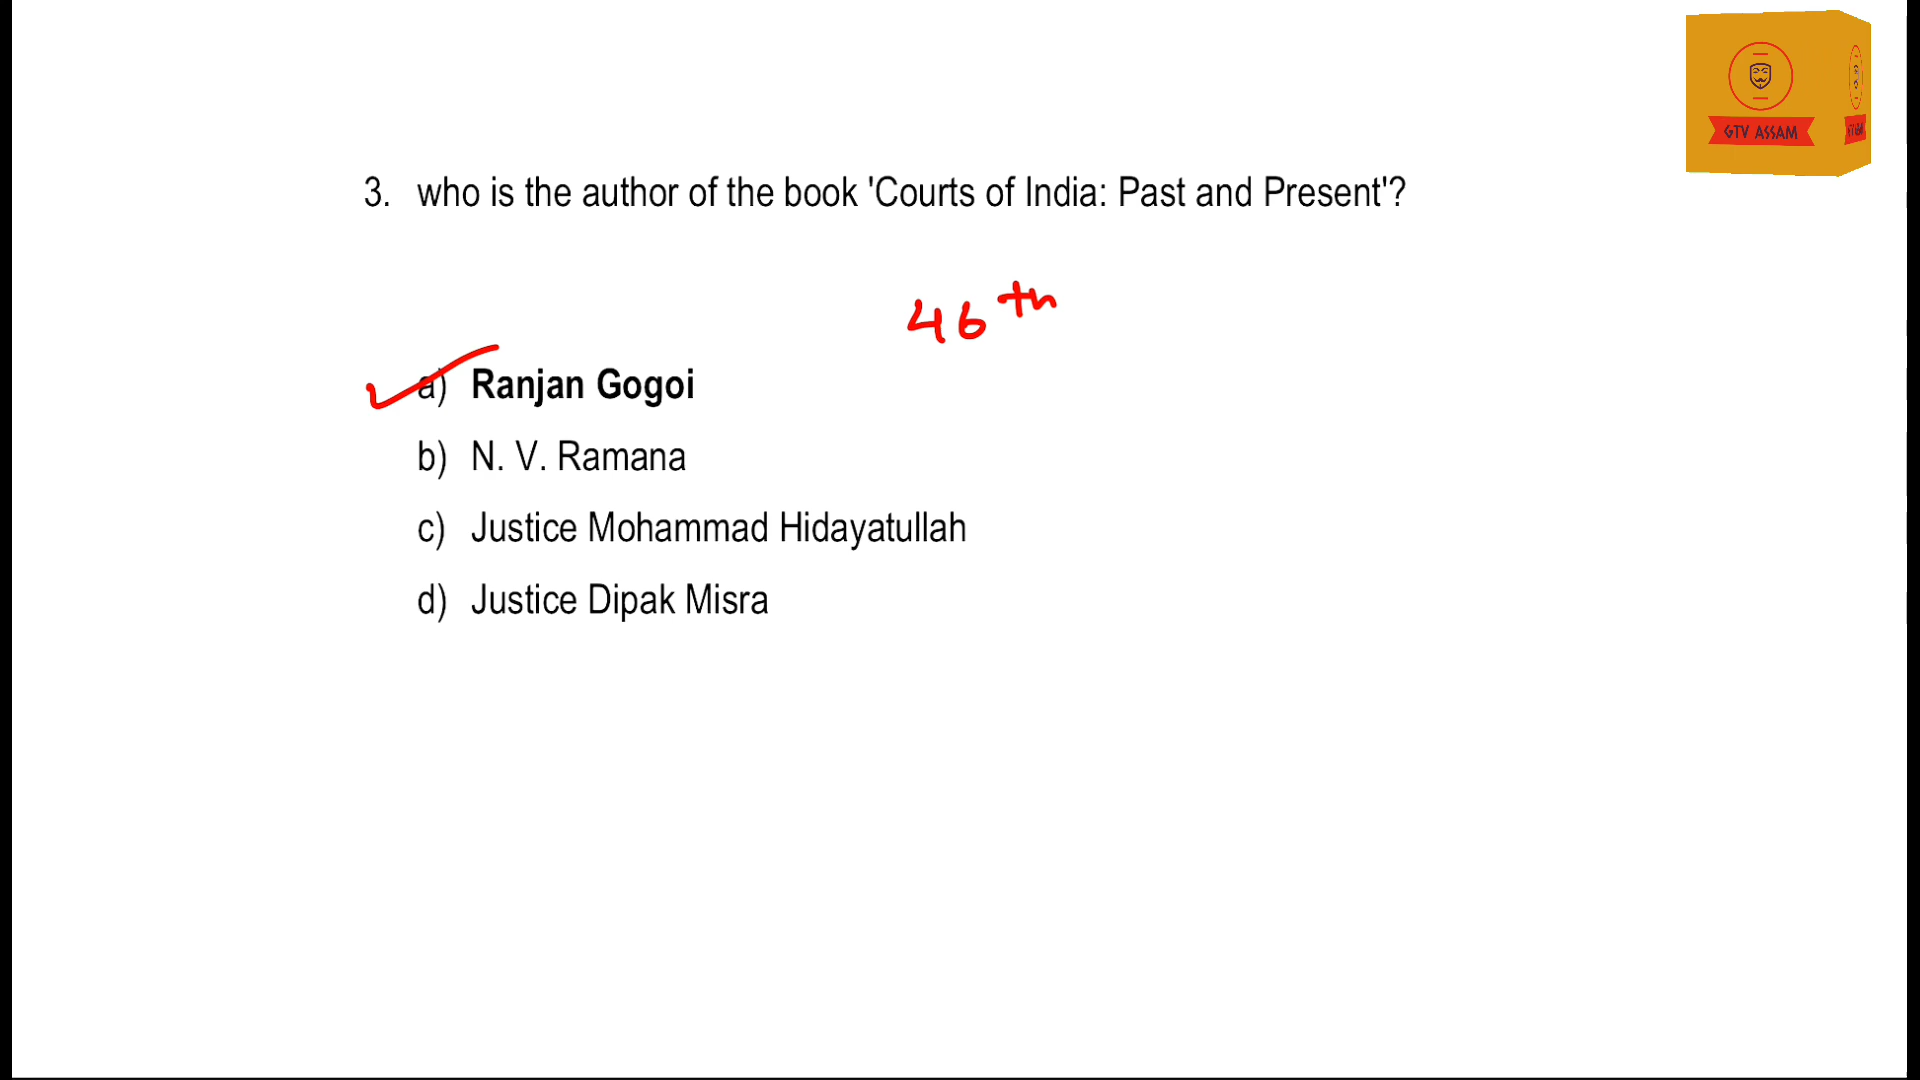 GTV ASSAM
3. who is the author of the book 'Courts of India: Past and Present'?
46th
a) Ranjan Gogoi
b) N. V. Ramana
c) Justice Mohammad Hidayatullah
d) Justice Dipak Misra